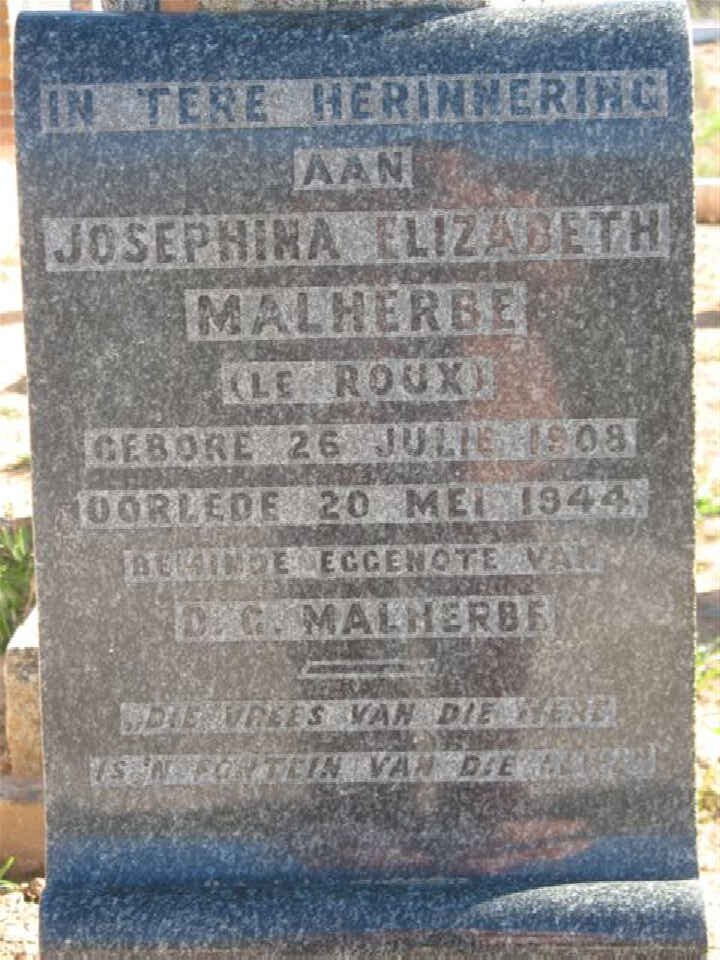 IN TERE HERINNERING
AAN
JOSEPHINA ELIZABETH
MALHERBE
(LE ROUX)
GEBORE 26 JULIE 1908
OORLEDE 20 MEI 1944
BEMINDE EGGENOTE VAN
D. G. MALHERBE
„DIE VREES VAN DIE HERE
IS 'N FONTEIN VAN DIE